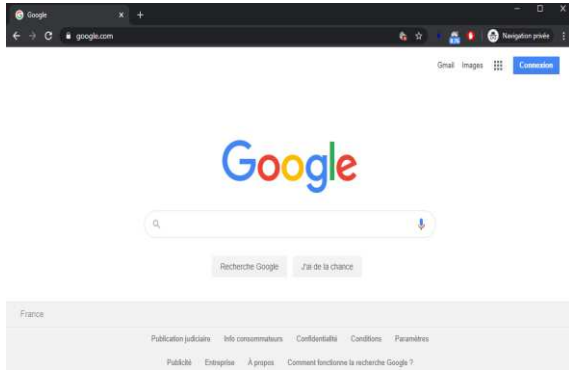 Google
google.com
Navigation privée
Gmail Images Connexion
Google
Recherche Google J'ai de la chance
France
Publication judiciaire Info consommateurs Confidentialité Conditions Paramètres
Publicité Entreprise À propos Comment fonctionne la recherche Google ?